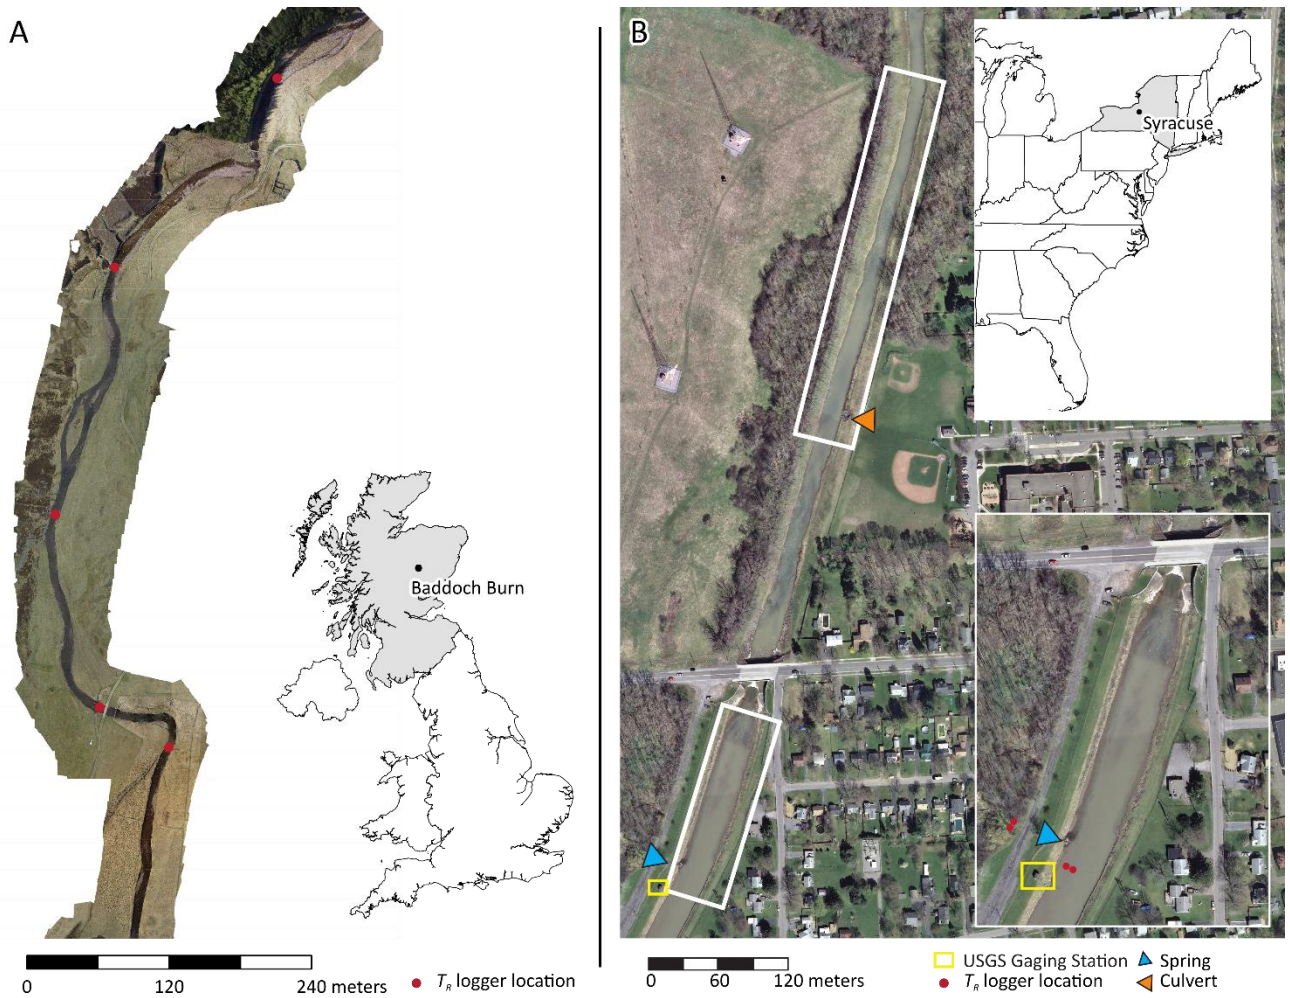 A
B
Syracuse
Baddoch Burn
0 120 240 meters
T_R logger location
0 60 120 meters
USGS Gaging Station
T_R logger location
Spring
Culvert